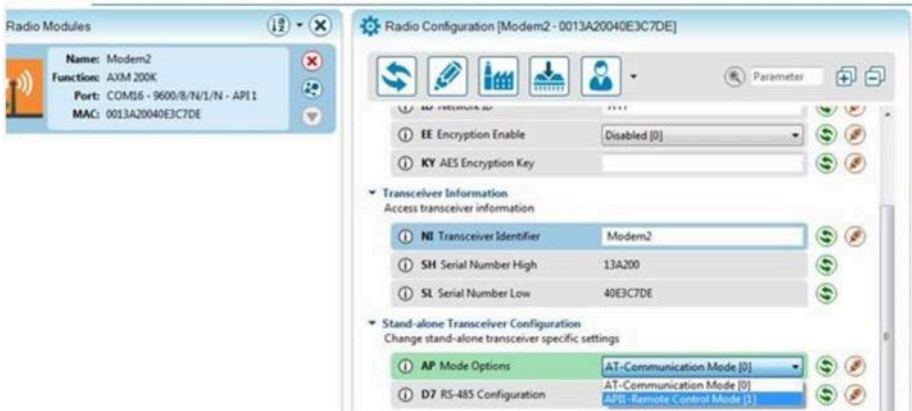 Radio Modules
Name: Modem2
Function: AXM 200K
Port: COM16 - 9600/8/N/1/N - API 1
MAC: 0013A20040E3C7DE
Radio Configuration [Modem2 - 0013A20040E3C7DE]
Parameter
ID Network ID
EE Encryption Enable Disabled [0]
KY AES Encryption Key
Transceiver Information
Access transceiver information
NI Transceiver Identifier Modem2
SH Serial Number High 13A200
SL Serial Number Low 40E3C7DE
Stand-alone Transceiver Configuration
Change stand-alone transceiver specific settings
AP Mode Options AT-Communication Mode [0]
AT-Communication Mode [0]
D7 RS-485 Configuration API1-Remote Control Mode [1]